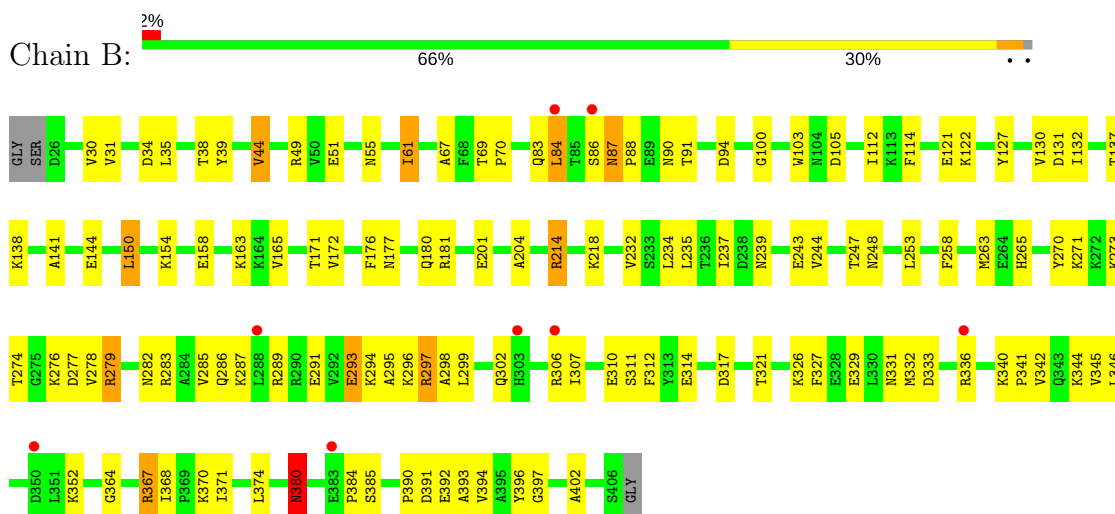 2%
Chain B:
66% 30% • •
GLY SER D26 V30 V31 D34 L35 T38 Y39 V44 R49 V50 E51 N55 I61 A67 F68 T69 P70 Q83 L84 T85 S86 N87 P88 E89 N90 T91 D94 G100 W103 N104 D105 I112 K113 F114 E121 K122 Y127 V130 D131 I132 T137
K138 A141 E144 L150 K154 E158 K163 K164 V165 T171 V172 F176 N177 Q180 R181 E201 A204 R214 K218 V232 S233 L234 L235 T236 I237 D238 N239 E243 V244 T247 N248 L253 F258 M263 E264 H265 Y270 K271 K272 K273
T274 G275 K276 D277 V278 R279 N282 R283 A284 V285 Q286 K287 L288 R289 R290 E291 V292 E293 K294 A295 K296 R297 A298 L299 Q302 H303 R306 I307 E310 S311 F312 Y313 E314 D317 T321 K326 F327 E328 E329 L330 N331 M332 D333 R336 K340 P341 V342 Q343 K344 V345 L346
D350 L351 K352 G364 R367 I368 P369 K370 I371 L374 N380 E383 P384 S385 P390 D391 E392 A393 V394 A395 Y396 G397 A402 S406 GLY